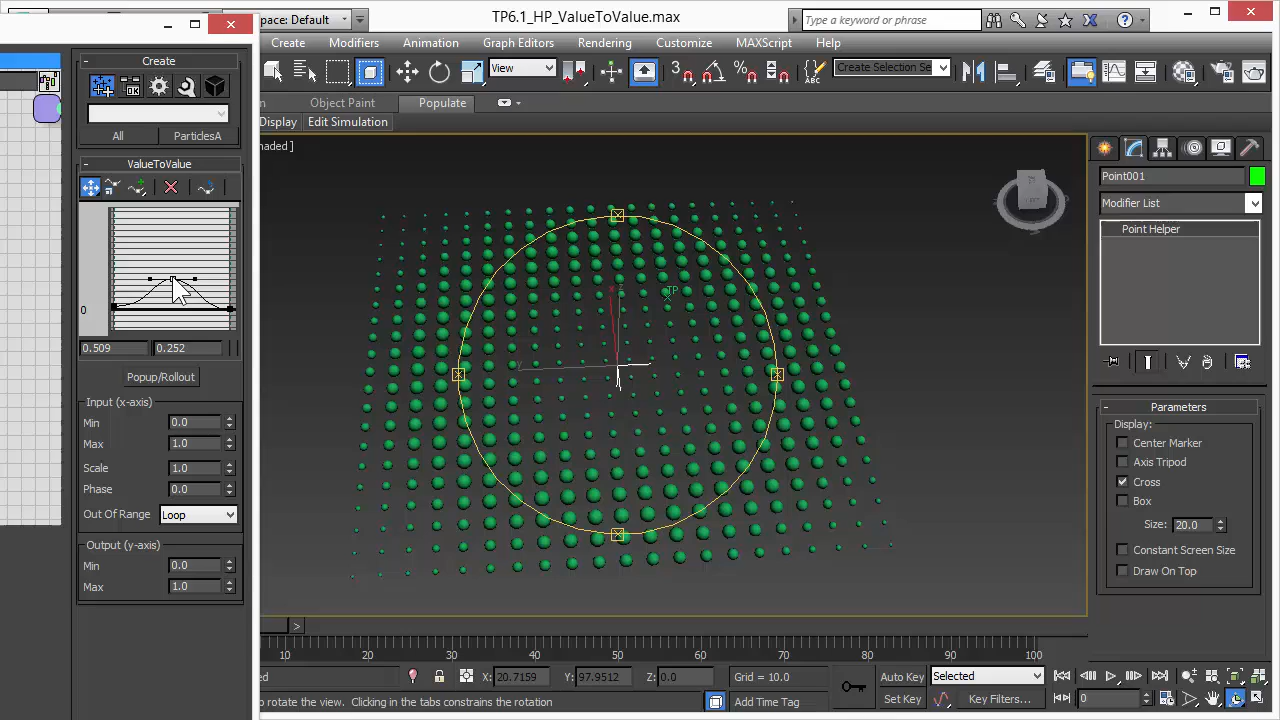 space: Default
TP6.1_HP_ValueToValue.max
Type a keyword or phrase
Create
Modifiers
Animation
Graph Editors
Rendering
Customize
MAXScript
Help
View
Create Selection Se
Object Paint
Populate
Display
Edit Simulation
haded ]
Create
All
ParticlesA
ValueToValue
0
0.509
0.252
Popup/Rollout
Input (x-axis)
Min 0.0
Max 1.0
Scale 1.0
Phase 0.0
Out Of Range Loop
Output (y-axis)
Min 0.0
Max 1.0
TP
x
z
y
Point001
Modifier List
Point Helper
Parameters
Display:
Center Marker
Axis Tripod
Cross
Box
Size: 20.0
Constant Screen Size
Draw On Top
>
10 20 30 40 50 60 70 80 90 100
ed
X: 20.7159
Y: 97.9512
Z: 0.0
Grid = 10.0
Auto Key
Selected
o rotate the view. Clicking in the tabs constrains the rotation
Add Time Tag
Set Key
Key Filters...
0